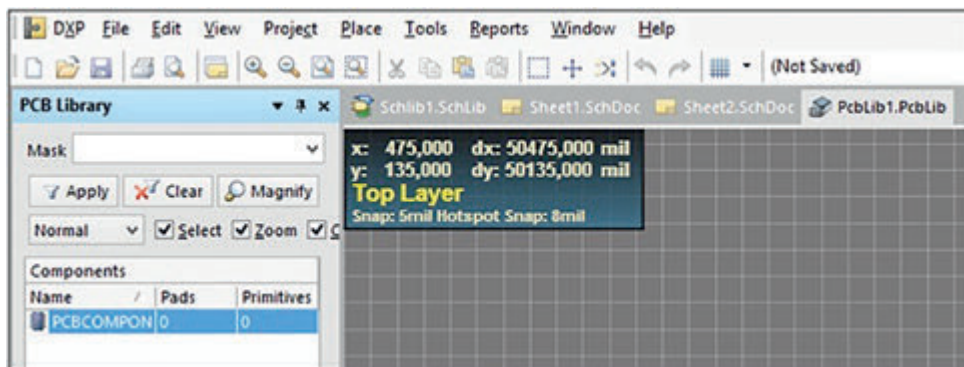 DXP File Edit View Project Place Tools Reports Window Help
(Not Saved)
PCB Library
Schlib1.SchLib Sheet1.SchDoc Sheet2.SchDoc PcbLib1.PcbLib
Mask
x: 475,000 dx: 50475,000 mil
y: 135,000 dy: 50135,000 mil
Top Layer
Snap: 5mil Hotspot Snap: 8mil
Apply Clear Magnify
Normal Select Zoom C
Components
Name Pads Primitives
PCBCOMPON 0 0